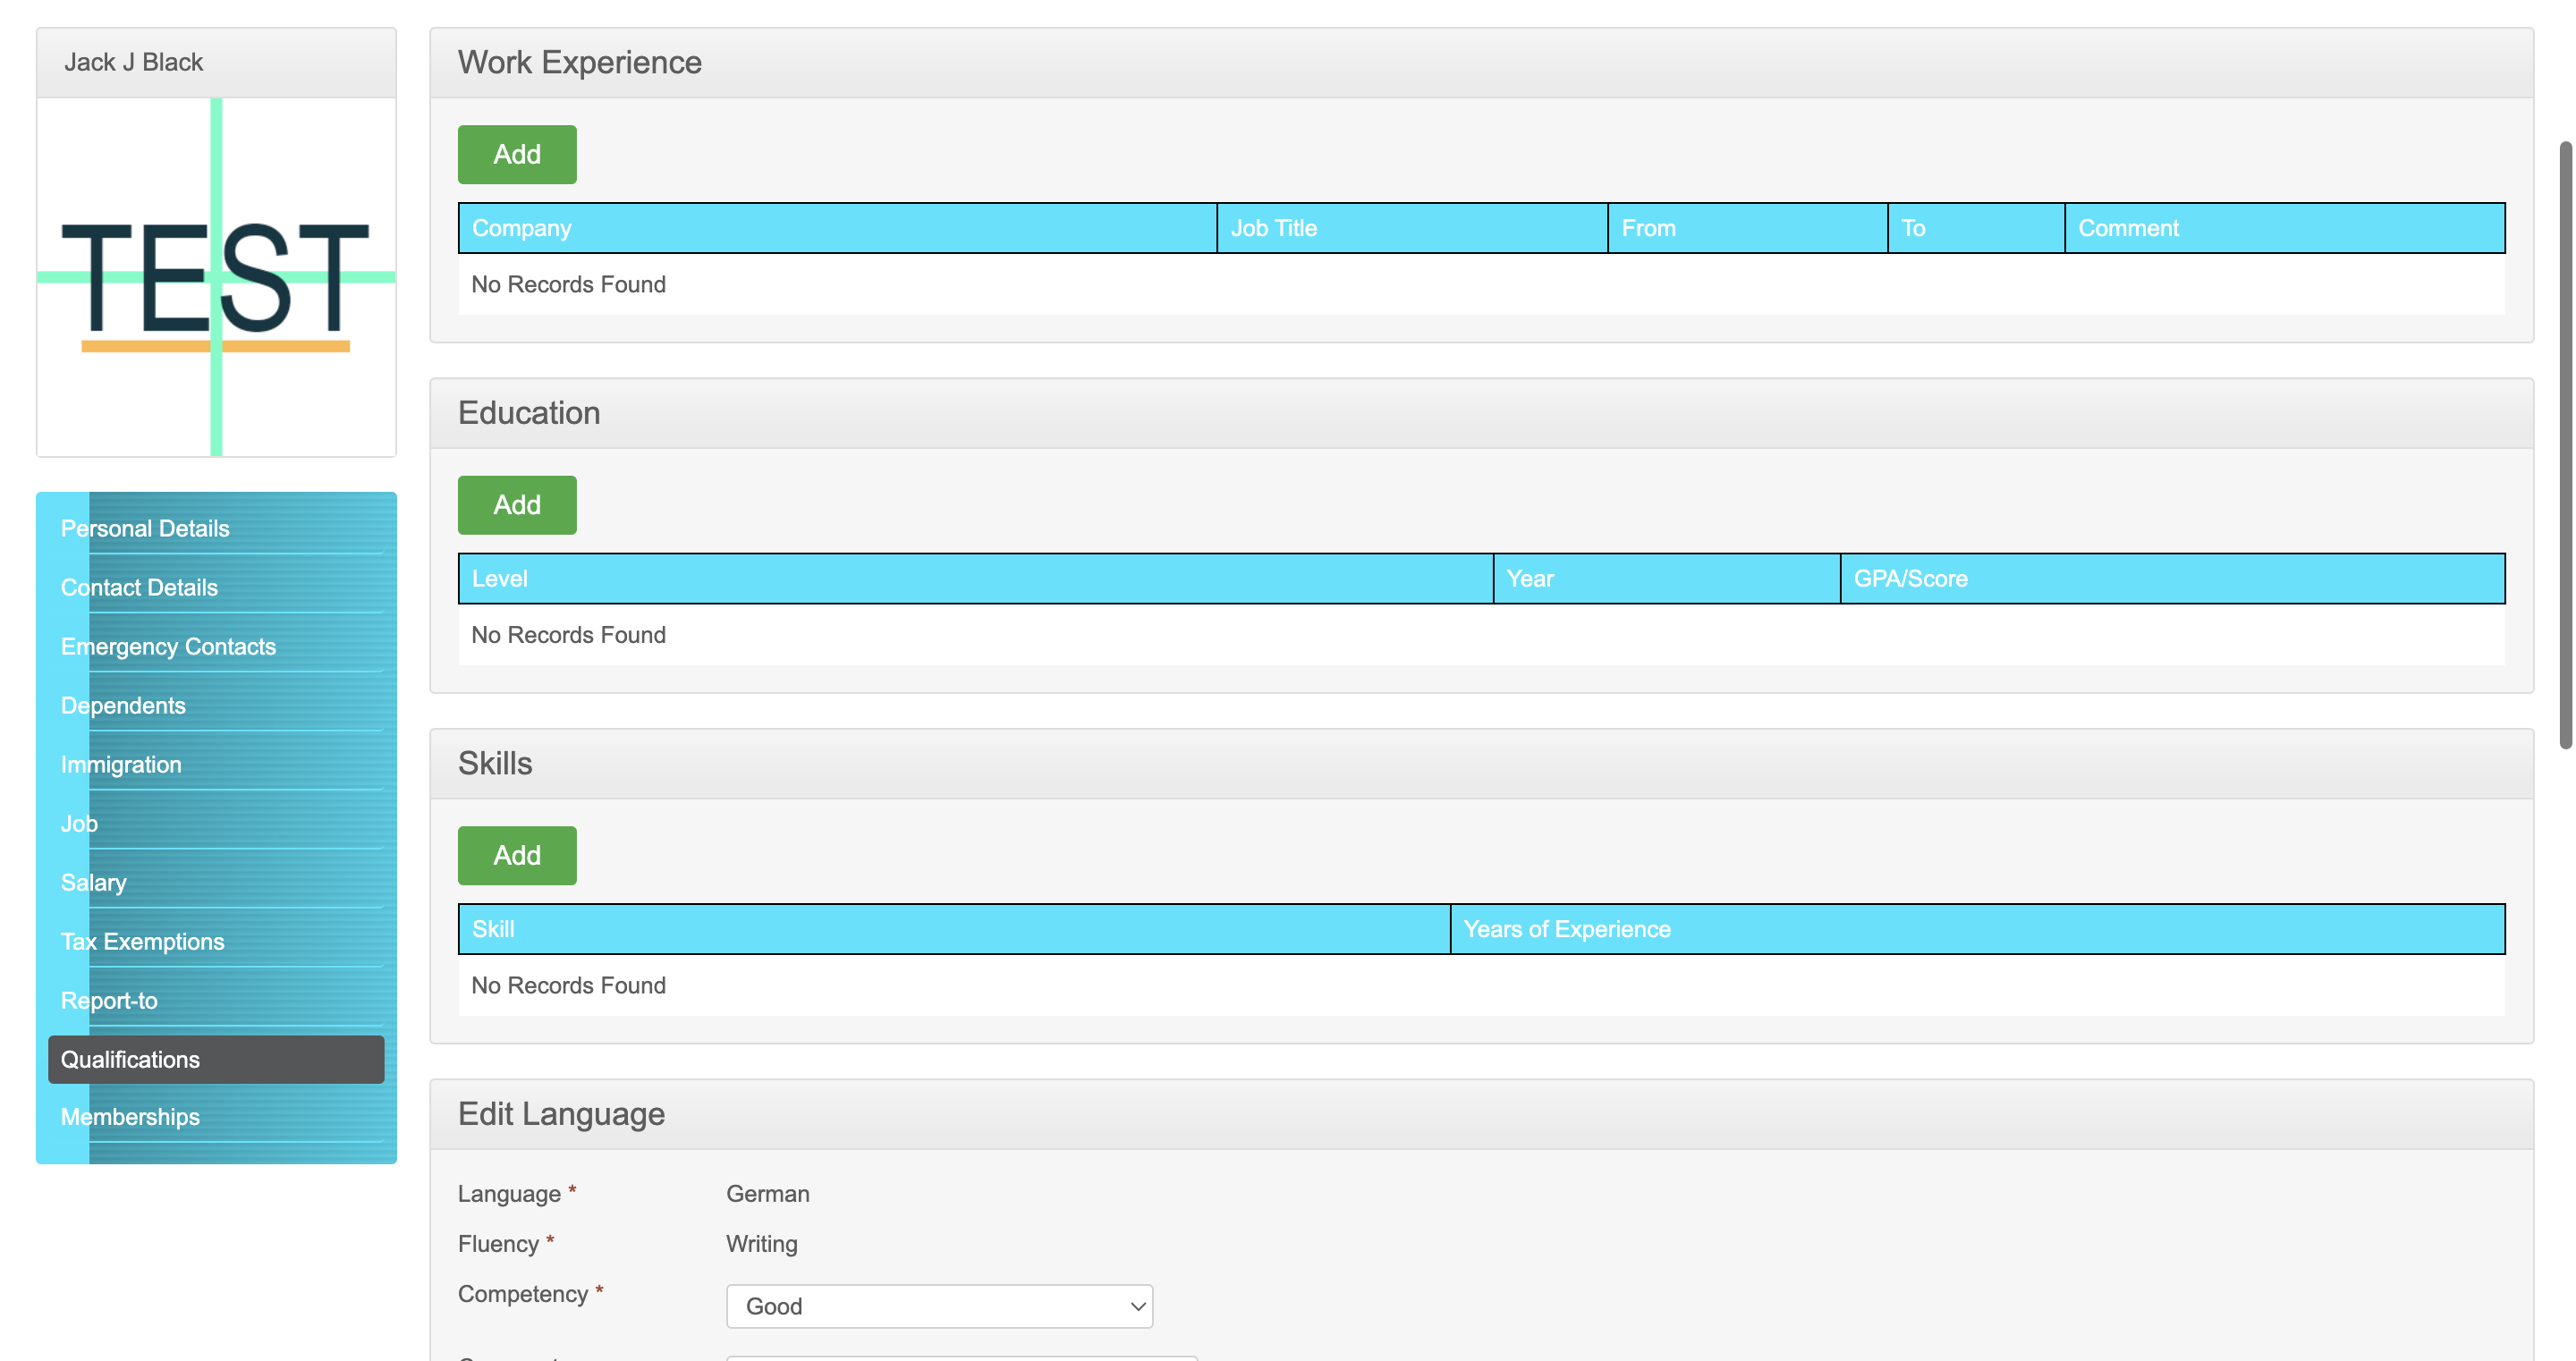 Jack J Black
TEST
Personal Details
Contact Details
Emergency Contacts
Dependents
Immigration
Job
Salary
Tax Exemptions
Report-to
Qualifications
Memberships
Work Experience
Add
Company Job Title From To Comment
No Records Found
Education
Add
Level Year GPA/Score
No Records Found
Skills
Add
Skill Years of Experience
No Records Found
Edit Language
Language * German
Fluency * Writing
Competency * Good